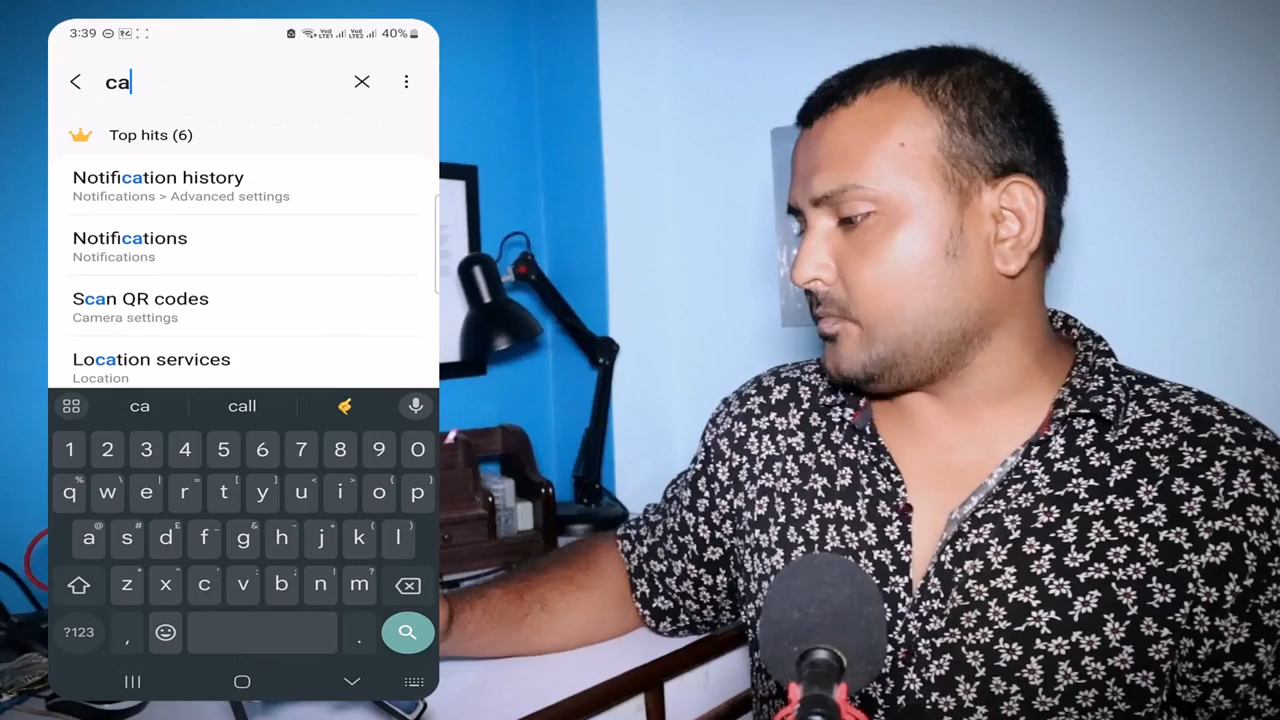 3:39 40%
ca
Top hits (6)
Notification history
Notifications > Advanced settings
Notifications
Notifications
Scan QR codes
Camera settings
Location services
Location
ca call
1 2 3 4 5 6 7 8 9 0
q w e r t y u i o p
a s d f g h j k l
z x c v b n m
?123 , .